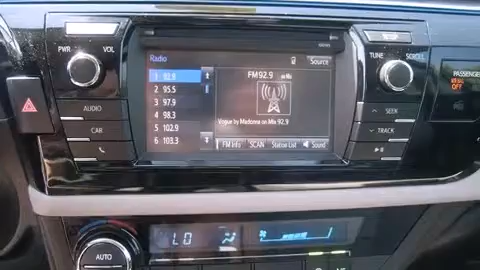 PWR VOL
AUDIO
CAR
Radio
Source
1 92.9
2 95.5
3 97.9
4 98.3
5 102.9
6 103.3
FM 92.9 on Mix
Vogue by Madonna on Mix 92.9
FM Info SCAN Station List Sound
TUNE SCROLL
SEEK
TRACK
PASSENGER
OFF
AUTO
LO